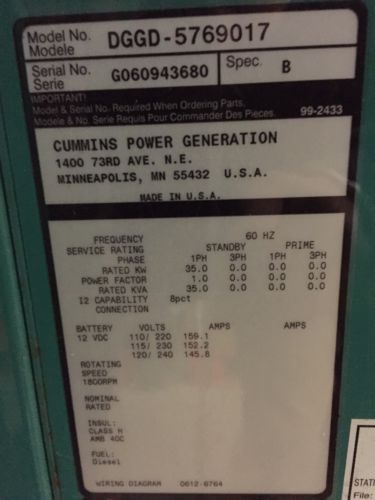 Model No. DGGD-5769017
Modele
Serial No. G060943680 Spec. B
Serie
IMPORTANT!
Model & Serial No. Required When Ordering Parts.
Modele & No. Serie Requis Pour Commander Des Pieces. 99-2433
CUMMINS POWER GENERATION
1400 73RD AVE. N.E.
MINNEAPOLIS, MN 55432 U.S.A.
MADE IN U.S.A.
FREQUENCY 60 HZ
SERVICE RATING STANDBY PRIME
PHASE 1PH 3PH 1PH 3PH
RATED KW 35.0 0.0 0.0 0.0
POWER FACTOR 1.0 0.0 0.0 0.0
RATED KVA 35.0 0.0 0.0 0.0
I2 CAPABILITY 8pct
CONNECTION
BATTERY VOLTS AMPS AMPS
12 VDC 110/ 220 159.1
115/ 230 152.2
120/ 240 145.8
ROTATING
SPEED
1800RPM
NOMINAL
RATED
INSUL:
CLASS H
AMB 40C
FUEL:
Diesel
WIRING DIAGRAM 0612-6764
STATI
File: